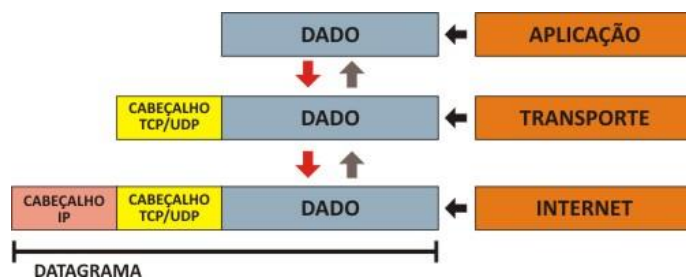 DADO
APLICAÇÃO
CABEÇALHO
TCP/UDP
DADO
TRANSPORTE
CABEÇALHO
IP
CABEÇALHO
TCP/UDP
DADO
INTERNET
DATAGRAMA